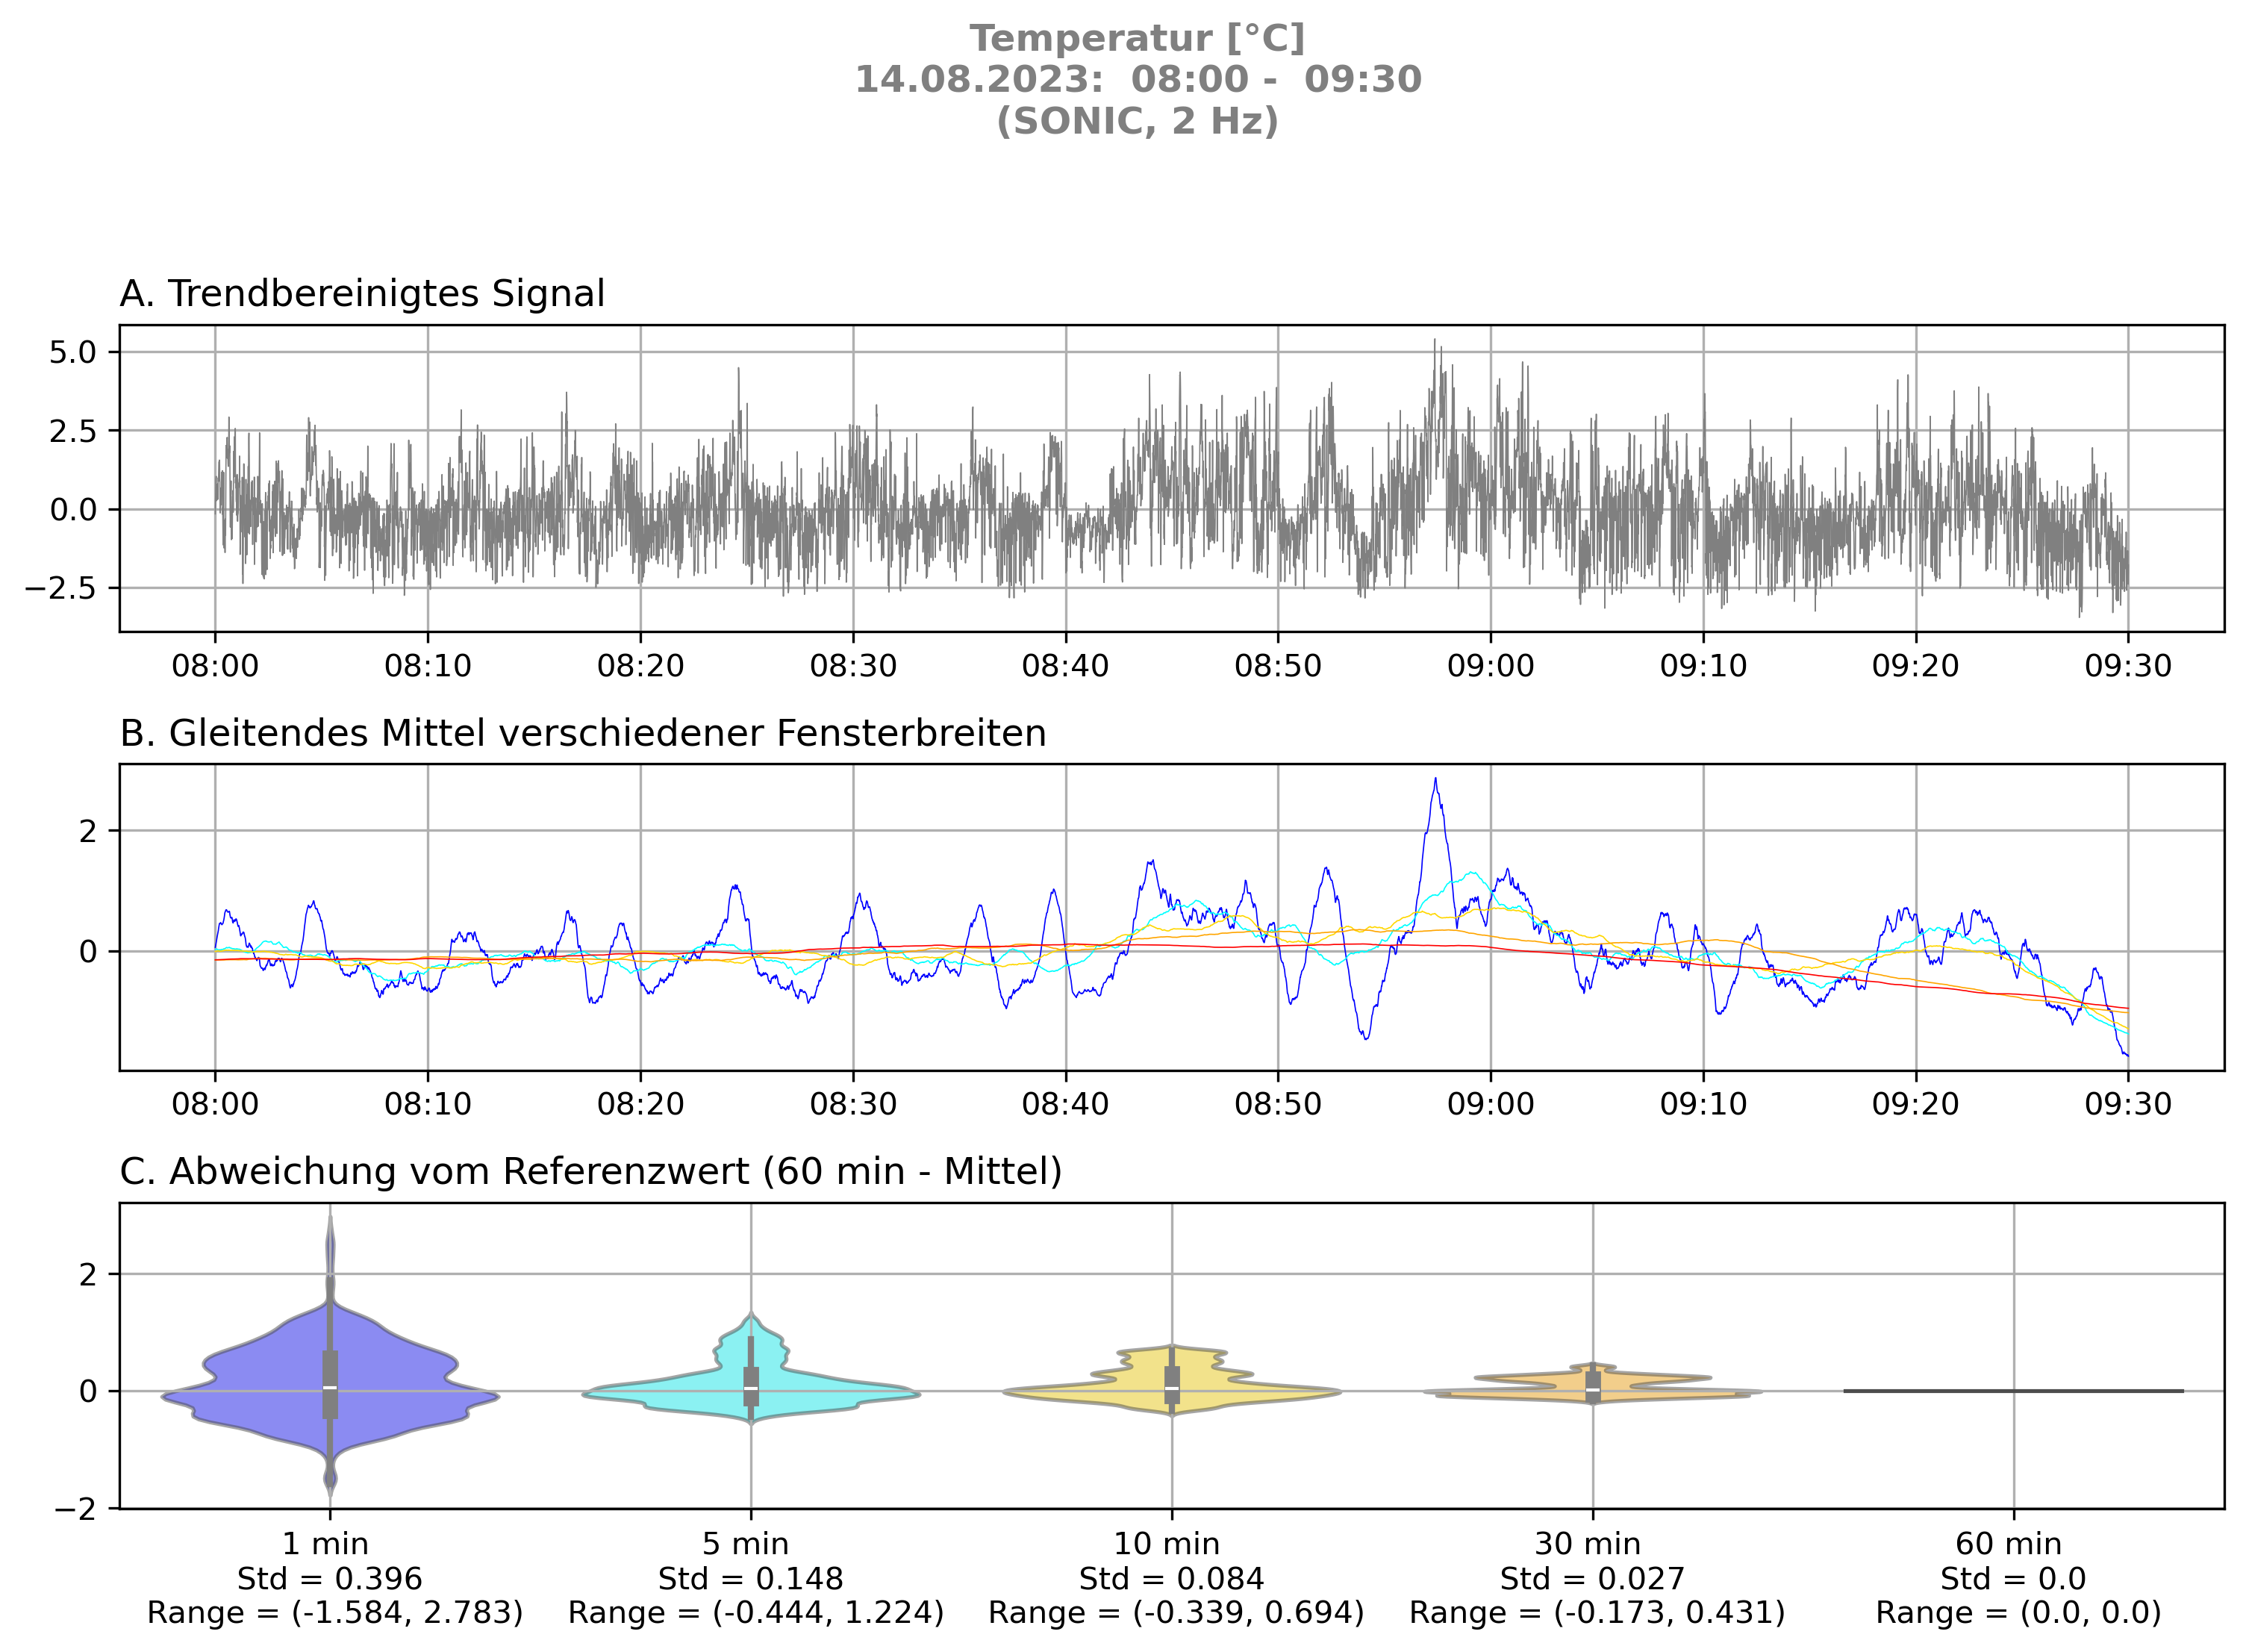 Temperatur [°C]
14.08.2023:  08:00 -  09:30
(SONIC, 2 Hz)
A. Trendbereinigtes Signal
5.0
2.5
0.0
−2.5
08:00 08:10 08:20 08:30 08:40 08:50 09:00 09:10 09:20 09:30
B. Gleitendes Mittel verschiedener Fensterbreiten
2
0
08:00 08:10 08:20 08:30 08:40 08:50 09:00 09:10 09:20 09:30
C. Abweichung vom Referenzwert (60 min - Mittel)
2
0
−2
1 min 5 min 10 min 30 min 60 min
Std = 0.396 Std = 0.148 Std = 0.084 Std = 0.027 Std = 0.0
Range = (-1.584, 2.783) Range = (-0.444, 1.224) Range = (-0.339, 0.694) Range = (-0.173, 0.431) Range = (0.0, 0.0)